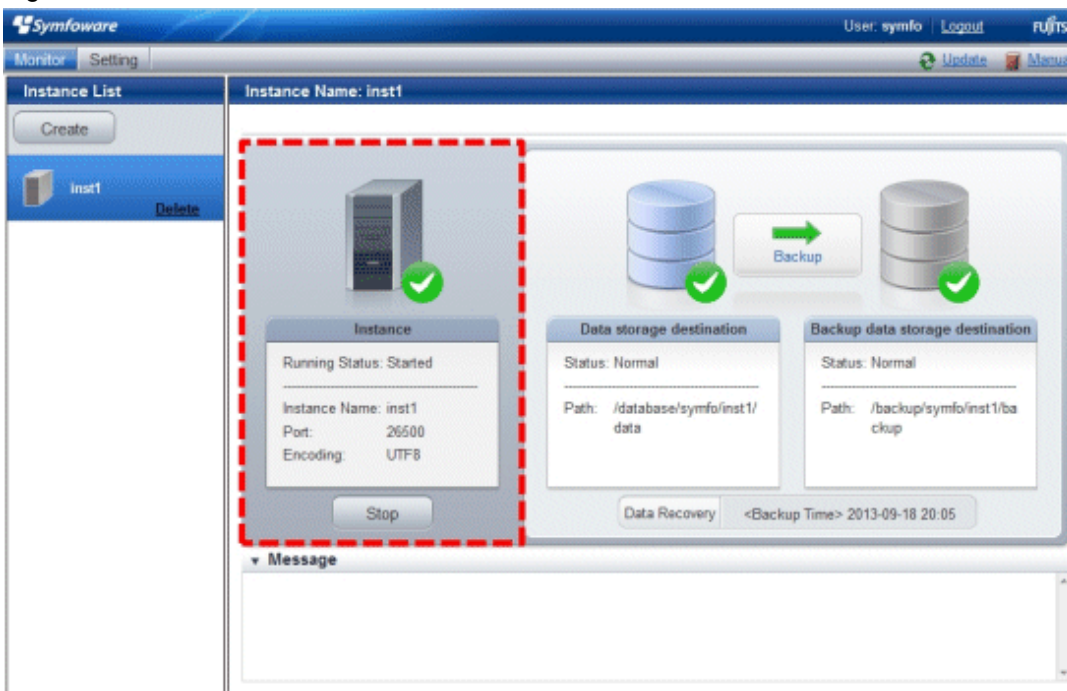 Symfoware
User: symfo Logout
Monitor Setting
Update
Instance List
Instance Name: inst1
Create
inst1
Delete
Backup
Instance
Running Status: Started
Instance Name: inst1
Port: 26500
Encoding: UTF8
Stop
Data storage destination
Status: Normal
Path: /database/symfo/inst1/
data
Backup data storage destination
Status: Normal
Path: /backup/symfo/inst1/ba
ckup
Data Recovery <Backup Time> 2013-09-18 20:05
Message